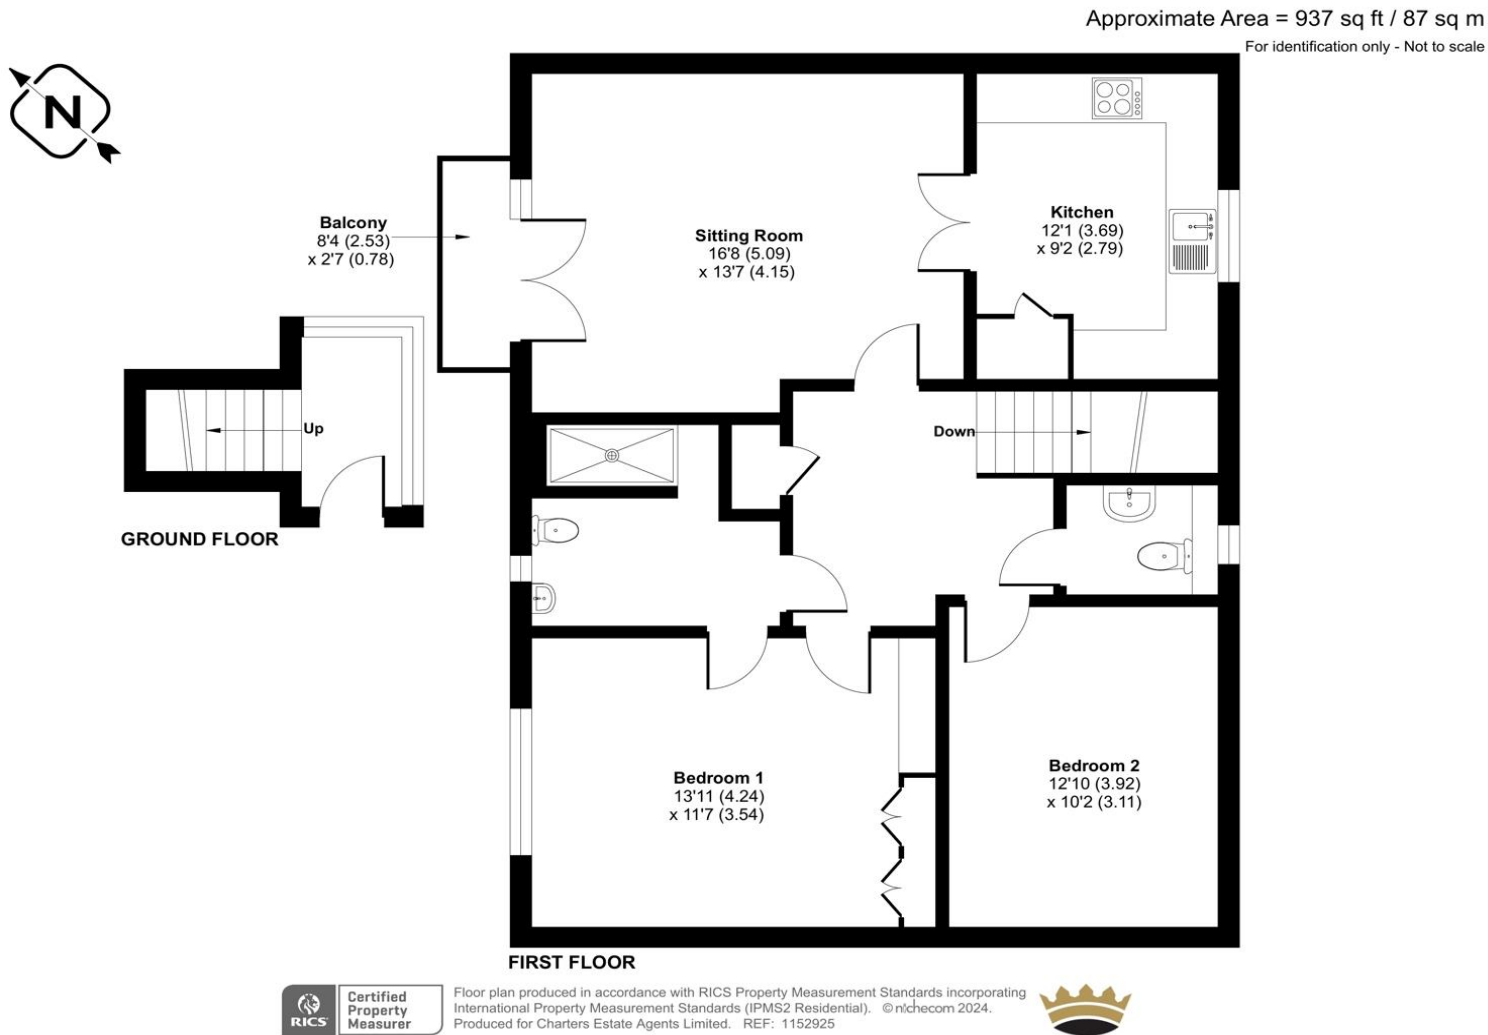 Approximate Area = 937 sq ft / 87 sq m
For identification only - Not to scale
N
Balcony
8'4 (2.53)
x 2'7 (0.78)
Sitting Room
16'8 (5.09)
x 13'7 (4.15)
Kitchen
12'1 (3.69)
x 9'2 (2.79)
Up
Down
GROUND FLOOR
Bedroom 1
13'11 (4.24)
x 11'7 (3.54)
Bedroom 2
12'10 (3.92)
x 10'2 (3.11)
FIRST FLOOR
RICS
Certified
Property
Measurer
Floor plan produced in accordance with RICS Property Measurement Standards incorporating
International Property Measurement Standards (IPMS2 Residential). © nichecom 2024.
Produced for Charters Estate Agents Limited. REF: 1152925